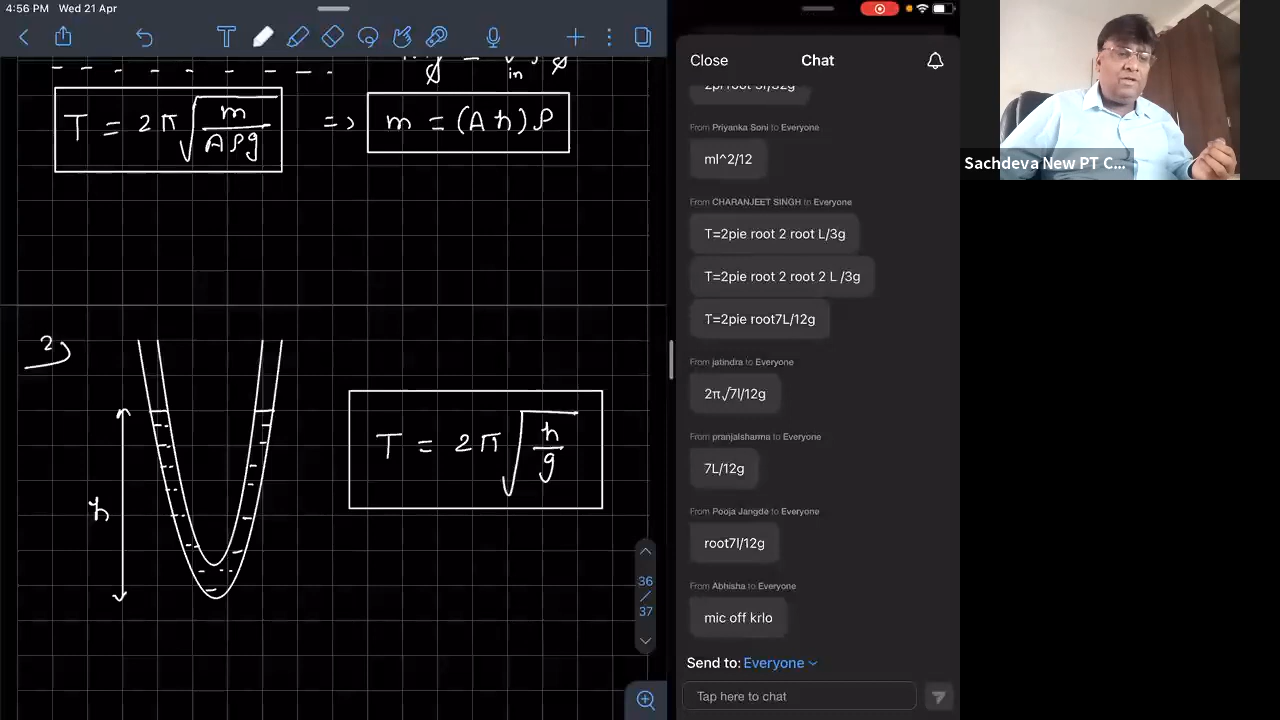 4:56 PM Wed 21 Apr
T = 2π√(m/Aρg) => m = (Ah)ρ
2)
h
T = 2π√(h/g)
36
/
37
Close
Chat
From Priyanka Soni to Everyone
ml^2/12
From CHARANJEET SINGH to Everyone
T=2pie root 2 root L/3g
T=2pie root 2 root 2 L /3g
T=2pie root7L/12g
From jatindra to Everyone
2π√7l/12g
From pranjalsharma to Everyone
7L/12g
From Pooja Jangde to Everyone
root7l/12g
From Abhisha to Everyone
mic off krlo
Send to: Everyone
Tap here to chat
Sachdeva New PT C...